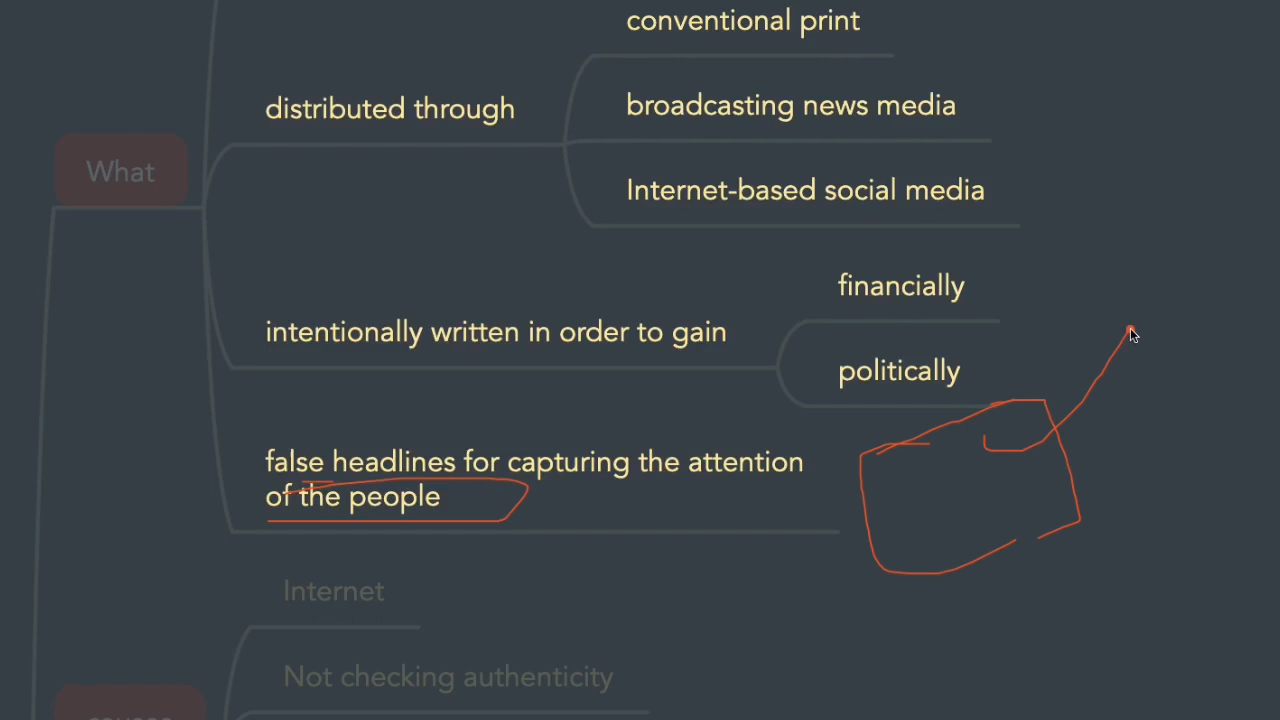 conventional print
distributed through
broadcasting news media
What
Internet-based social media
financially
intentionally written in order to gain
politically
false headlines for capturing the attention
of the people
Internet
Not checking authenticity